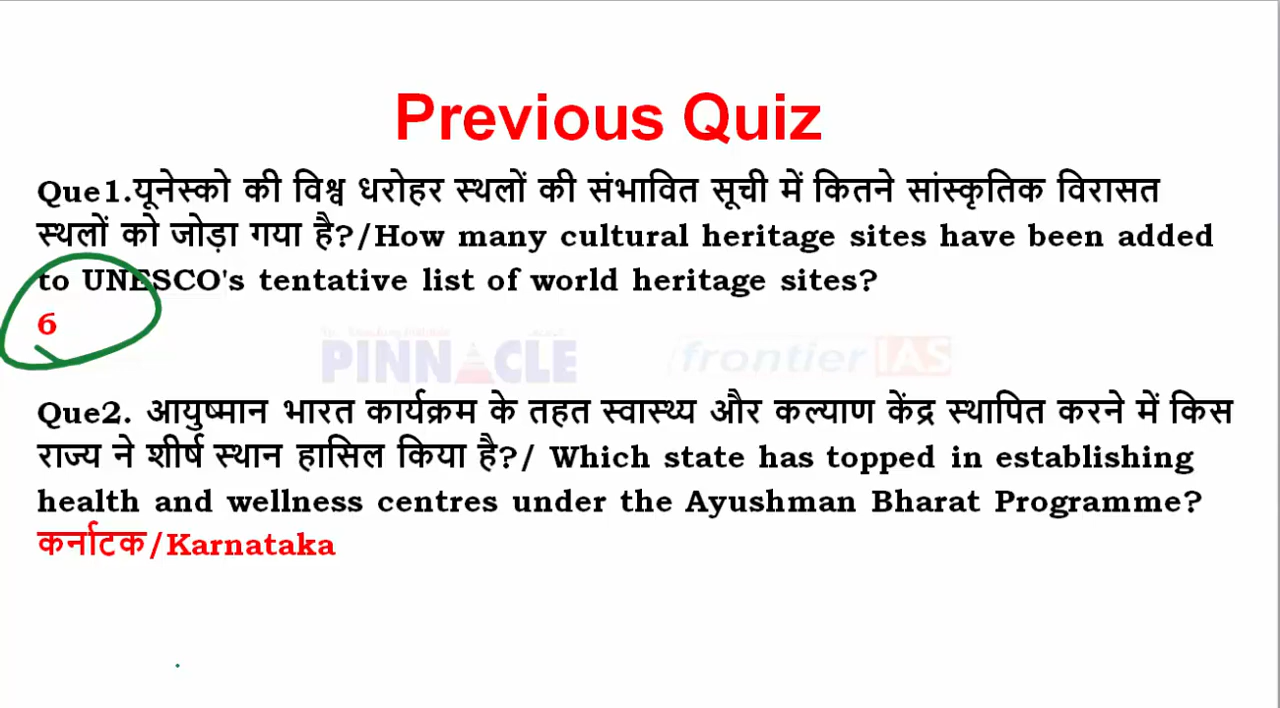 Previous Quiz
Que1.यूनेस्को की विश्व धरोहर स्थलों की संभावित सूची में कितने सांस्कृतिक विरासत
स्थलों को जोड़ा गया है?/How many cultural heritage sites have been added
to UNESCO's tentative list of world heritage sites?
6
PINNACLE frontier IAS
Que2. आयुष्मान भारत कार्यक्रम के तहत स्वास्थ्य और कल्याण केंद्र स्थापित करने में किस
राज्य ने शीर्ष स्थान हासिल किया है?/ Which state has topped in establishing
health and wellness centres under the Ayushman Bharat Programme?
कर्नाटक/Karnataka